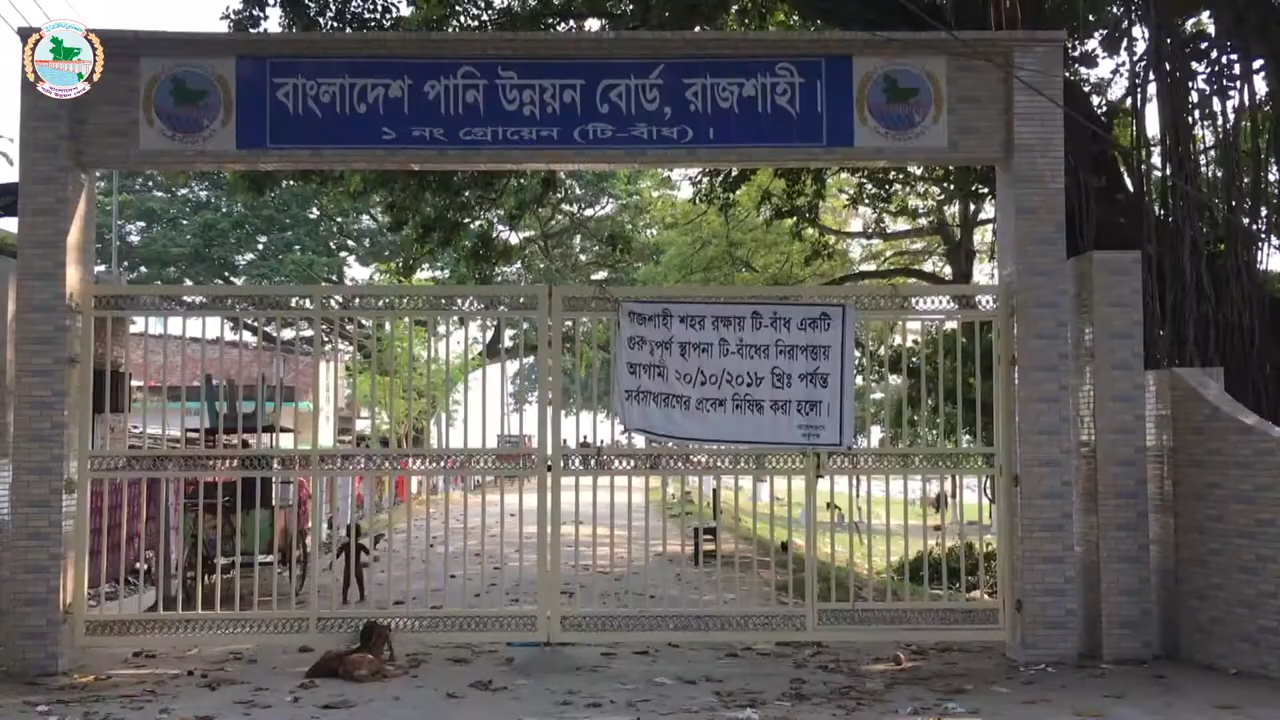 বাংলাদেশ পানি উন্নয়ন বোর্ড, রাজশাহী।
১ নং গ্রোয়েন (টি-বাঁধ)।
রাজশাহী শহর রক্ষায় টি-বাঁধ একটি
গুরুত্বপূর্ণ স্থাপনা টি-বাঁধের নিরাপত্তায়
আগামী ২০/১০/২০১৮ খ্রিঃ পর্যন্ত
সর্বসাধারণের প্রবেশ নিষিদ্ধ করা হলো।